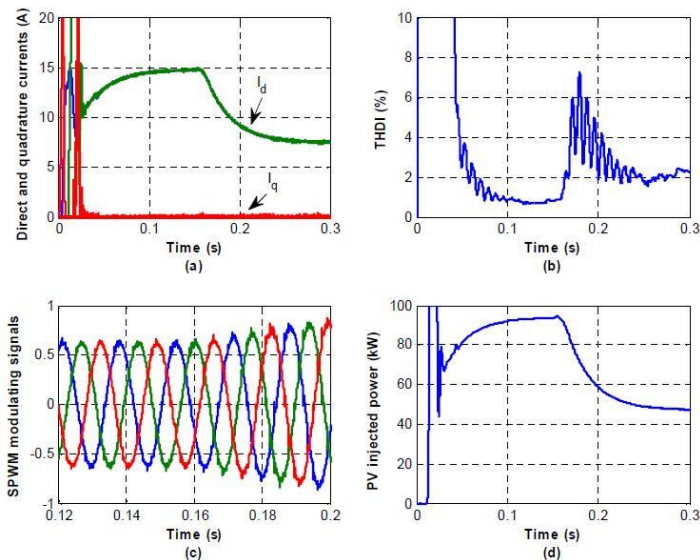 Direct and quadrature currents (A)
20
15
10
5
0
0
0.1
0.2
0.3
I_d
I_q
Time (s)
(a)
THDI (%)
10
8
6
4
2
0
0
0.1
0.2
0.3
Time (s)
(b)
SPWM modulating signals
1
0.5
0
-0.5
-1
0.12
0.14
0.16
0.18
0.2
Time (s)
(c)
PV injected power (kW)
100
80
60
40
20
0
0
0.1
0.2
0.3
Time (s)
(d)